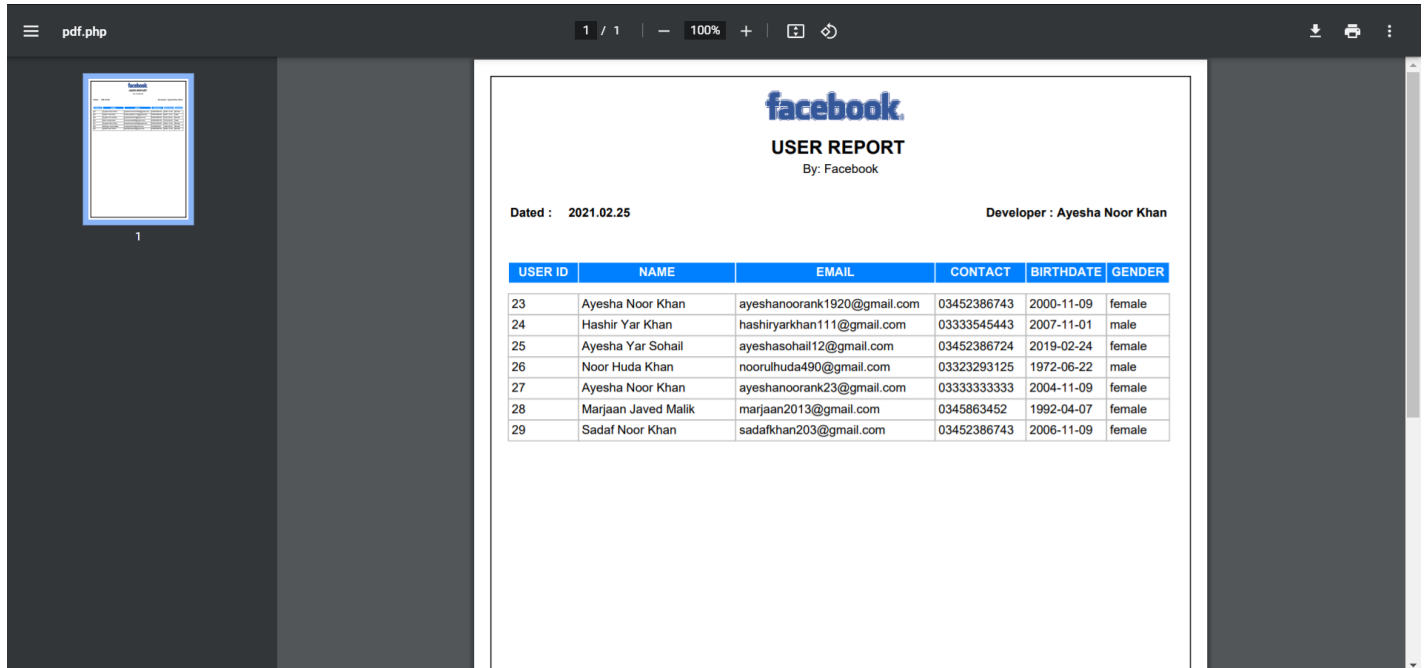 pdf.php 1 / 1 100%
facebook.
USER REPORT
By: Facebook
Dated : 2021.02.25 Developer : Ayesha Noor Khan
USER ID NAME EMAIL CONTACT BIRTHDATE GENDER
23 Ayesha Noor Khan ayeshanoorank1920@gmail.com 03452386743 2000-11-09 female
24 Hashir Yar Khan hashiryarkhan111@gmail.com 03333545443 2007-11-01 male
25 Ayesha Yar Sohail ayeshasohail12@gmail.com 03452386724 2019-02-24 female
26 Noor Huda Khan noorulhuda490@gmail.com 03323293125 1972-06-22 male
27 Ayesha Noor Khan ayeshanoorank23@gmail.com 03333333333 2004-11-09 female
28 Marjaan Javed Malik marjaan2013@gmail.com 0345863452 1992-04-07 female
29 Sadaf Noor Khan sadafkhan203@gmail.com 03452386743 2006-11-09 female
1